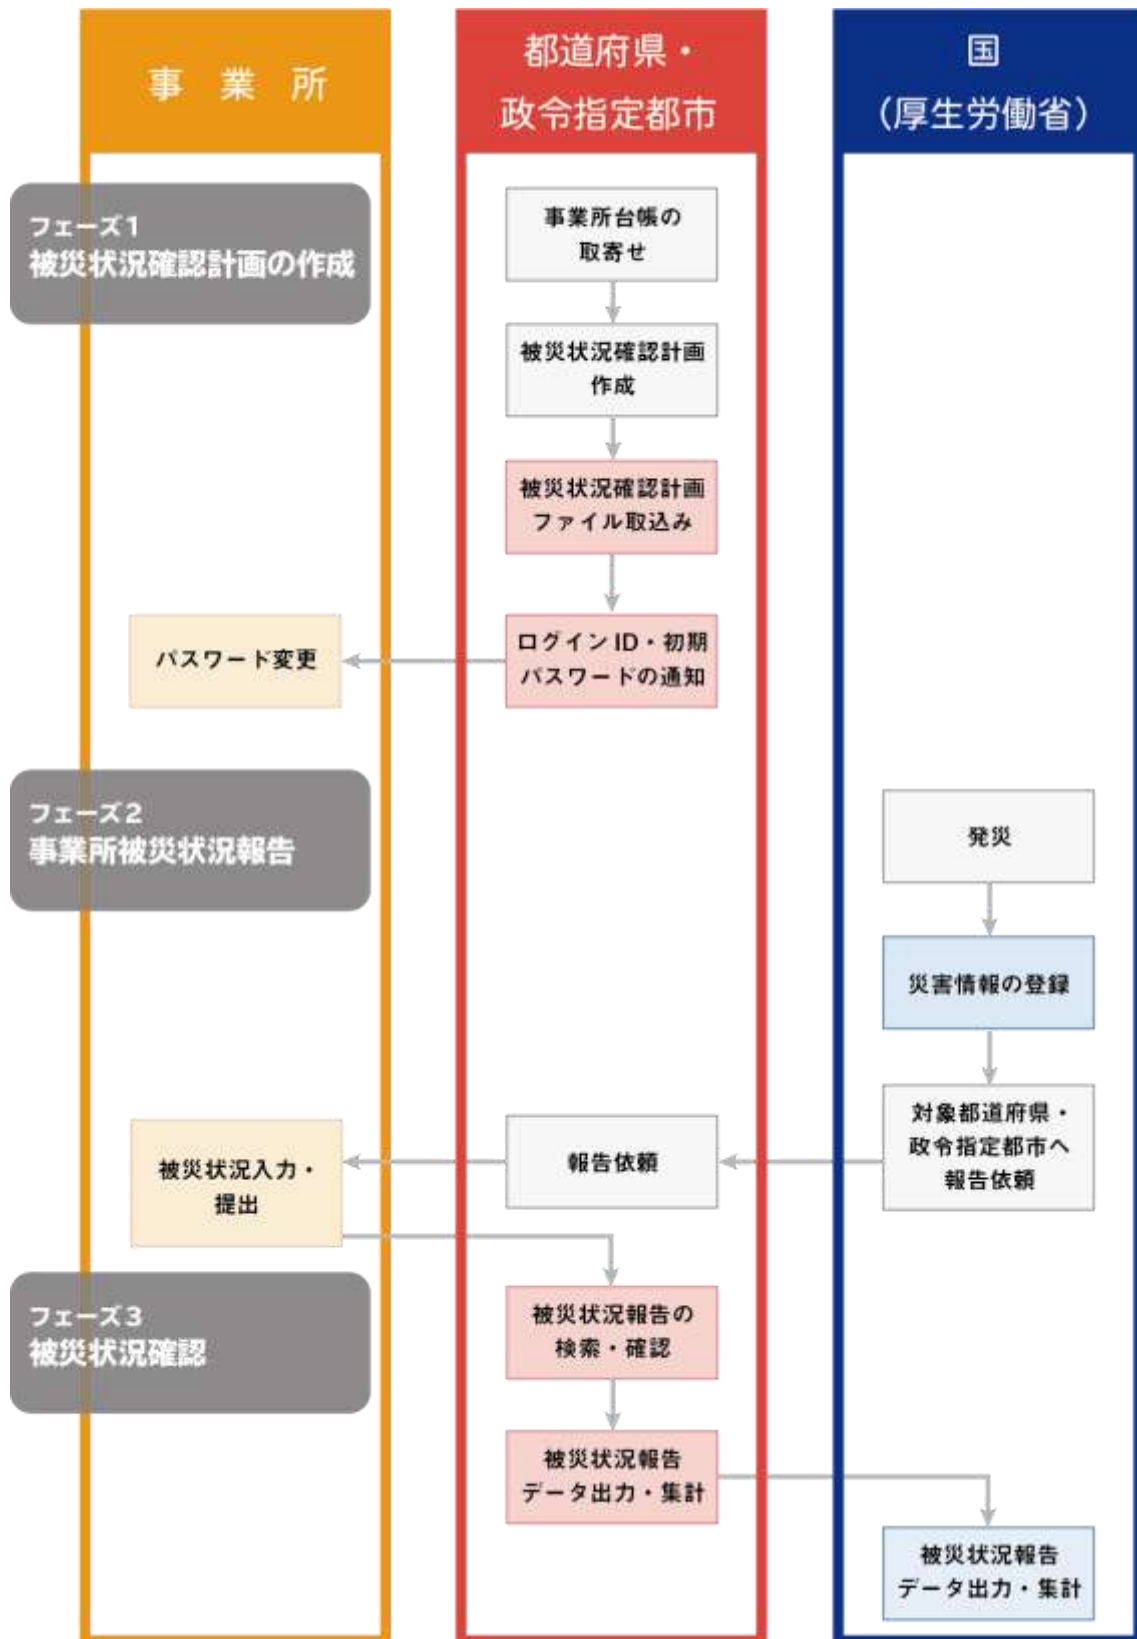 事業所
都道府県・
政令指定都市
国
（厚生労働省）
フェーズ1
被災状況確認計画の作成
事業所台帳の
取寄せ
被災状況確認計画
作成
被災状況確認計画
ファイル取込み
ログインID・初期
パスワードの通知
パスワード変更
フェーズ2
事業所被災状況報告
発災
災害情報の登録
対象都道府県・
政令指定都市へ
報告依頼
報告依頼
被災状況入力・
提出
フェーズ3
被災状況確認
被災状況報告の
検索・確認
被災状況報告
データ出力・集計
被災状況報告
データ出力・集計